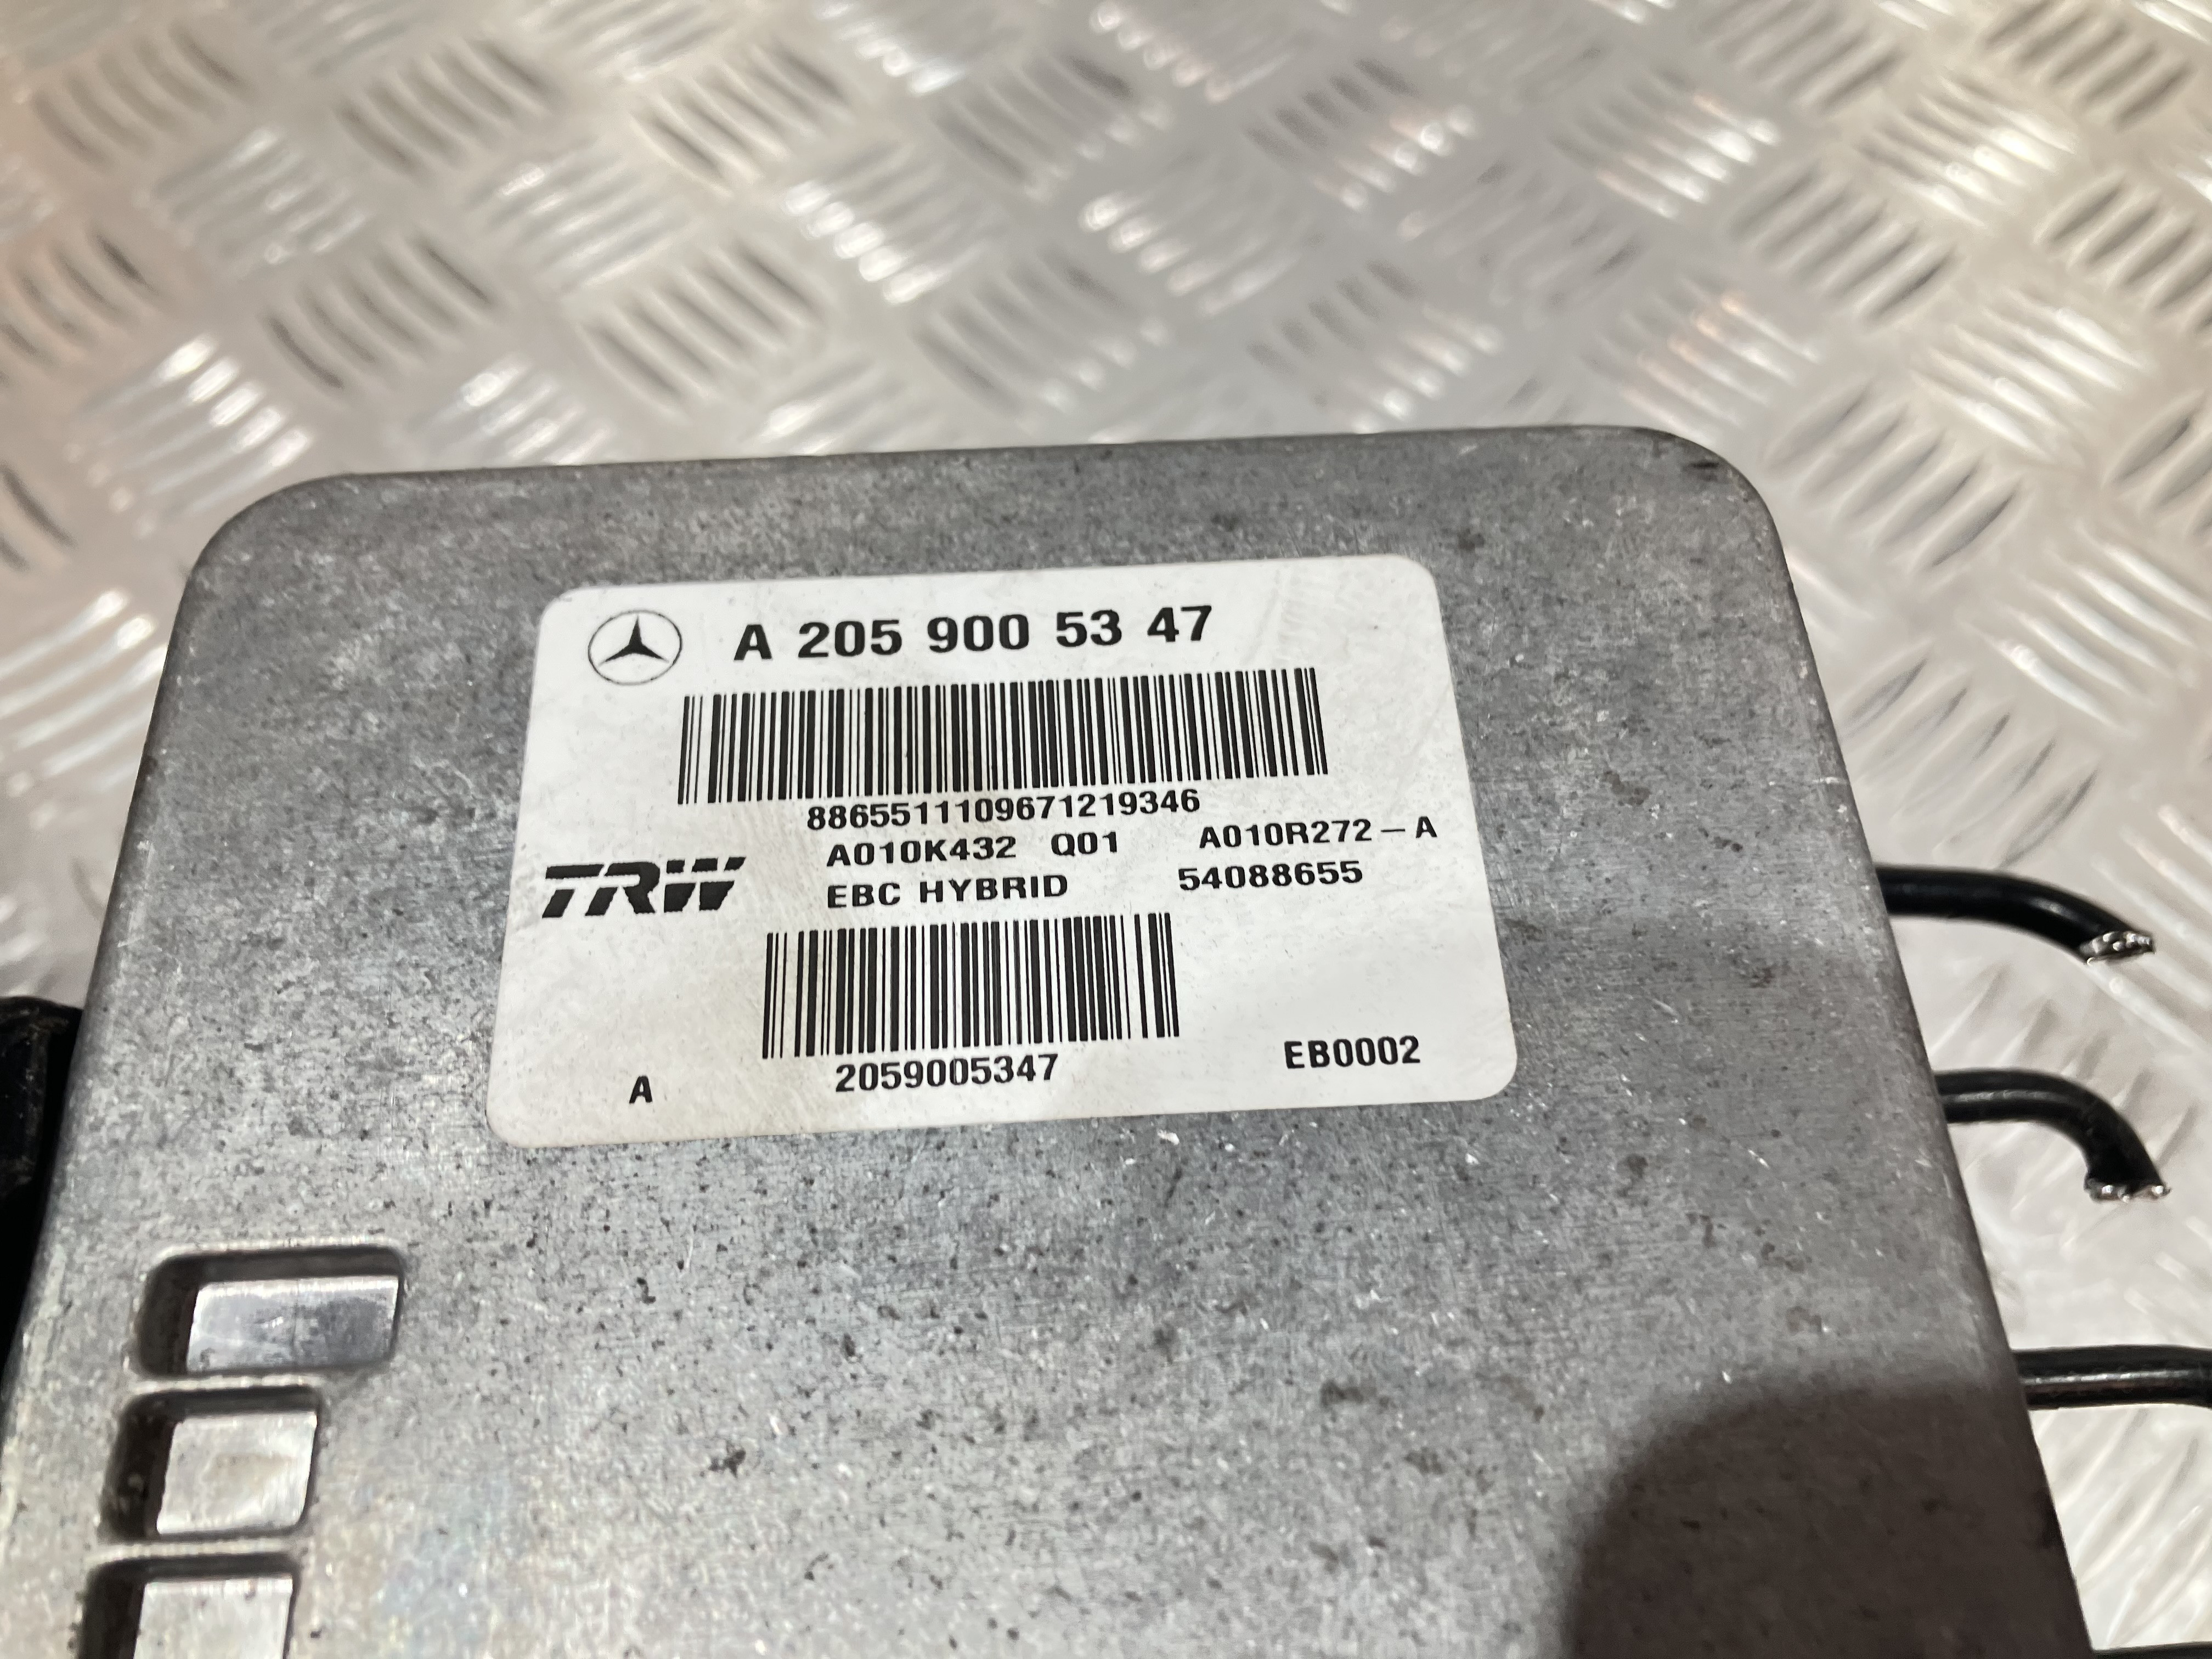 A 205 900 53 47
8865511109671219346
A010K432 Q01 A010R272-A
TRW
EBC HYBRID 54088655
A 2059005347 EB0002